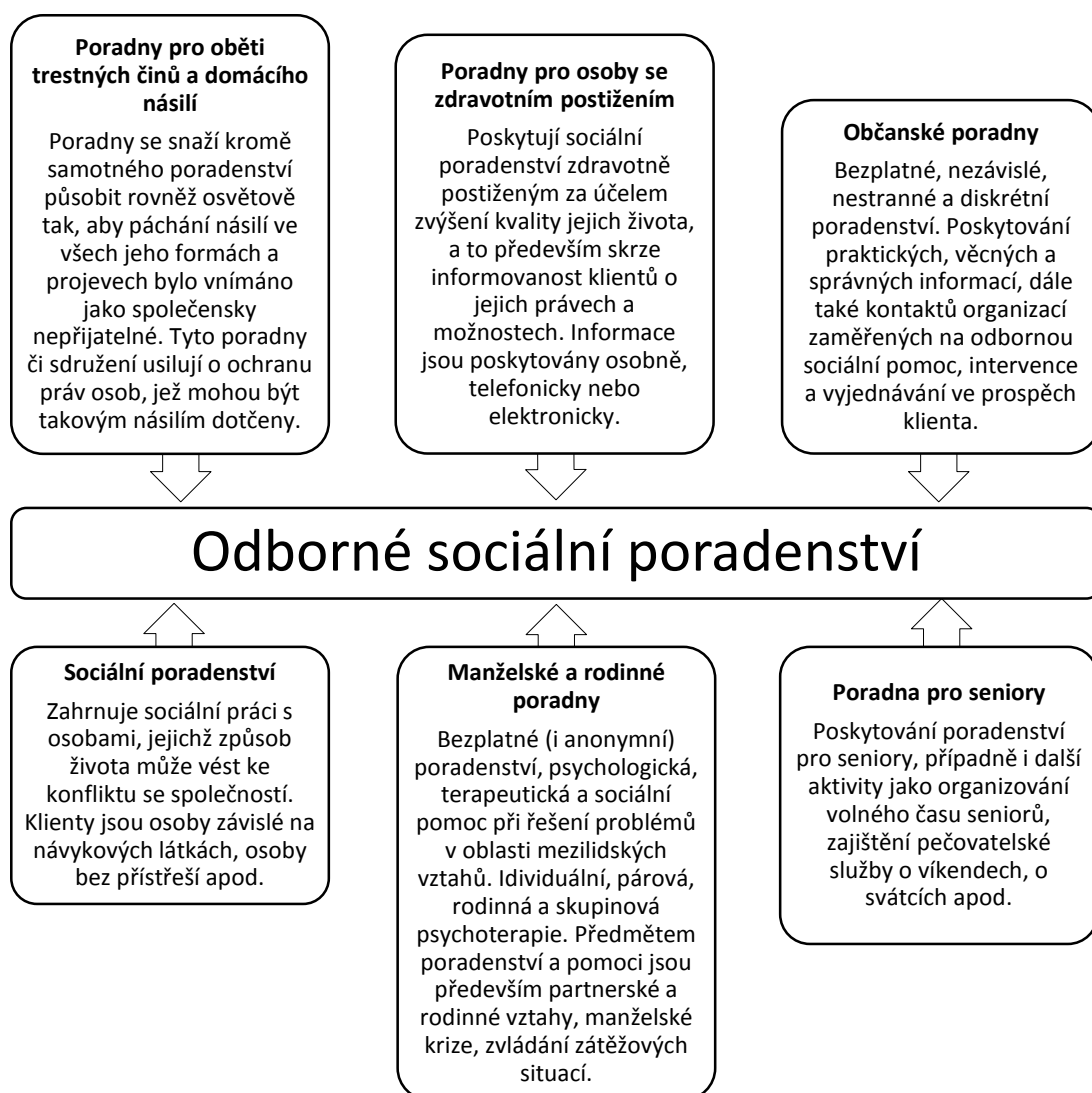 Poradny pro oběti
trestných činů a domácího
násilí
Poradny se snaží kromě
samotného poradenství
působit rovněž osvětově
tak, aby páchání násilí ve
všech jeho formách a
projevech bylo vnímáno
jako společensky
nepřijatelné. Tyto poradny
či sdružení usilují o ochranu
práv osob, jež mohou být
takovým násilím dotčeny.
Poradny pro osoby se
zdravotním postižením
Poskytují sociální
poradenství zdravotně
postiženým za účelem
zvýšení kvality jejich života,
a to především skrze
informovanost klientů o
jejich právech a
možnostech. Informace
jsou poskytovány osobně,
telefonicky nebo
elektronicky.
Občanské poradny
Bezplatné, nezávislé,
nestranné a diskrétní
poradenství. Poskytování
praktických, věcných a
správných informací, dále
také kontaktů organizací
zaměřených na odbornou
sociální pomoc, intervence
a vyjednávání ve prospěch
klienta.
Odborné sociální poradenství
Sociální poradenství
Zahrnuje sociální práci s
osobami, jejichž způsob
života může vést ke
konfliktu se společností.
Klienty jsou osoby závislé na
návykových látkách, osoby
bez přístřeší apod.
Manželské a rodinné
poradny
Bezplatné (i anonymní)
poradenství, psychologická,
terapeutická a sociální
pomoc při řešení problémů
v oblasti mezilidských
vztahů. Idividuální, párová,
rodinná a skupinová
psychoterapie. Předmětem
poradenství a pomoci jsou
především partnerské a
rodinné vztahy, manželské
krize, zvládání zátěžových
situací.
Poradna pro seniory
Poskytování poradenství
pro seniory, případně i další
aktivity jako organizování
volného času seniorů,
zajištění pečovatelské
služby o víkendech, o
svátcích apod.